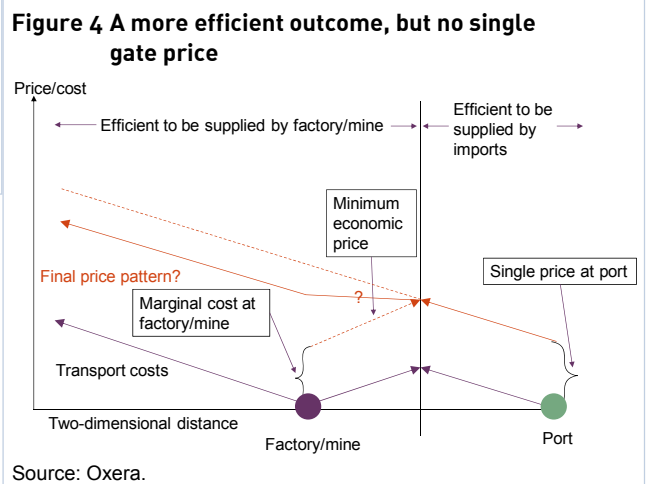 Figure 4 A more efficient outcome, but no single
gate price
Price/cost
Efficient to be supplied by factory/mine
Efficient to be
supplied by
imports
Minimum
economic
price
Single price at port
Final price pattern?
?
Marginal cost at
factory/mine
Transport costs
Two-dimensional distance
Factory/mine
Port
Source: Oxera.